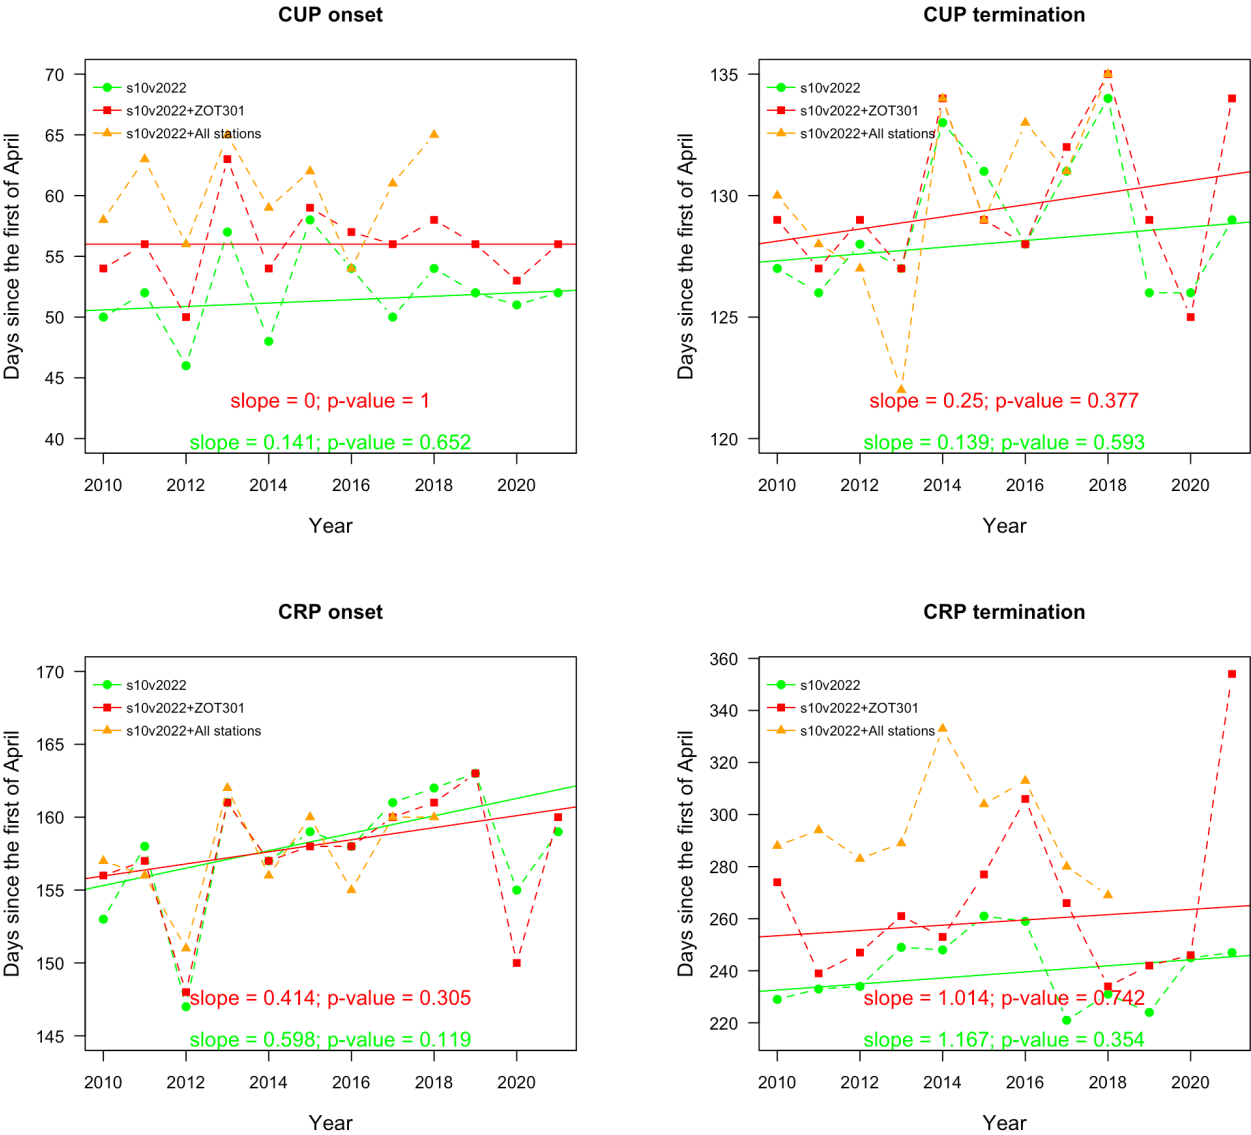 CUP onset
Days since the first of April
70
65
60
55
50
45
40
s10v2022
s10v2022+ZOT301
s10v2022+All stations
slope = 0; p-value = 1
slope = 0.141; p-value = 0.652
2010 2012 2014 2016 2018 2020
Year
CUP termination
Days since the first of April
135
130
125
120
s10v2022
s10v2022+ZOT301
s10v2022+All stations
slope = 0.25; p-value = 0.377
slope = 0.139; p-value = 0.593
2010 2012 2014 2016 2018 2020
Year
CRP onset
Days since the first of April
170
165
160
155
150
145
s10v2022
s10v2022+ZOT301
s10v2022+All stations
slope = 0.414; p-value = 0.305
slope = 0.598; p-value = 0.119
2010 2012 2014 2016 2018 2020
Year
CRP termination
Days since the first of April
360
340
320
300
280
260
240
220
s10v2022
s10v2022+ZOT301
s10v2022+All stations
slope = 1.014; p-value = 0.742
slope = 1.167; p-value = 0.354
2010 2012 2014 2016 2018 2020
Year